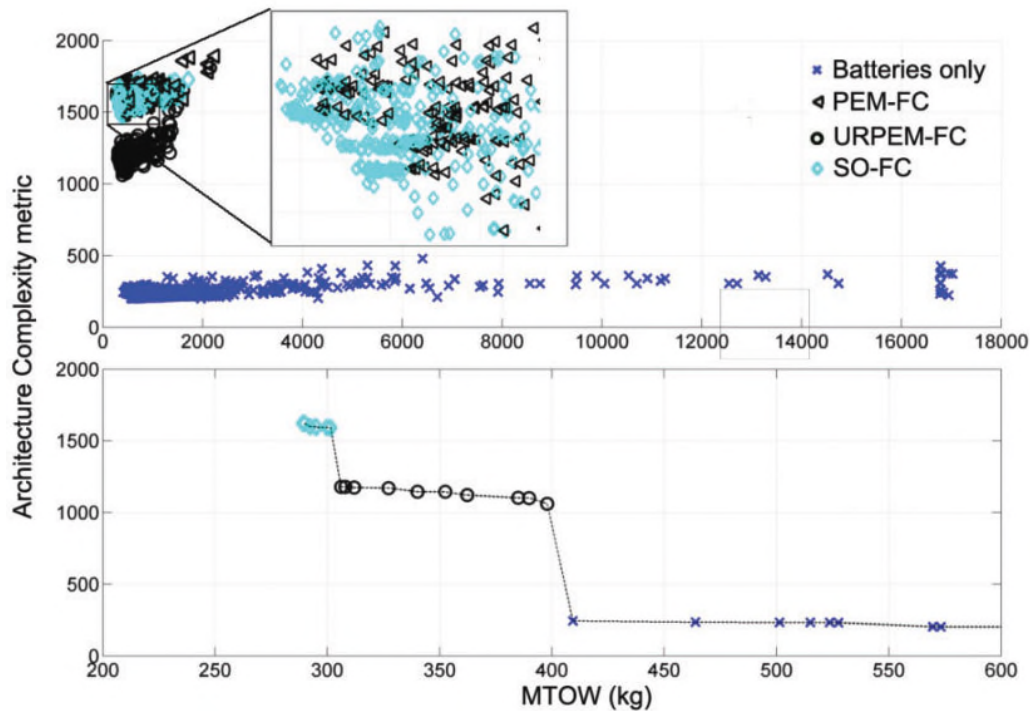 2000
1500
1000
500
0
Batteries only
PEM-FC
URPEM-FC
SO-FC
0 2000 4000 6000 8000 10000 12000 14000 16000 18000
Architecture Complexity metric
2000
1500
1000
500
0
200 250 300 350 400 450 500 550 600
MTOW (kg)